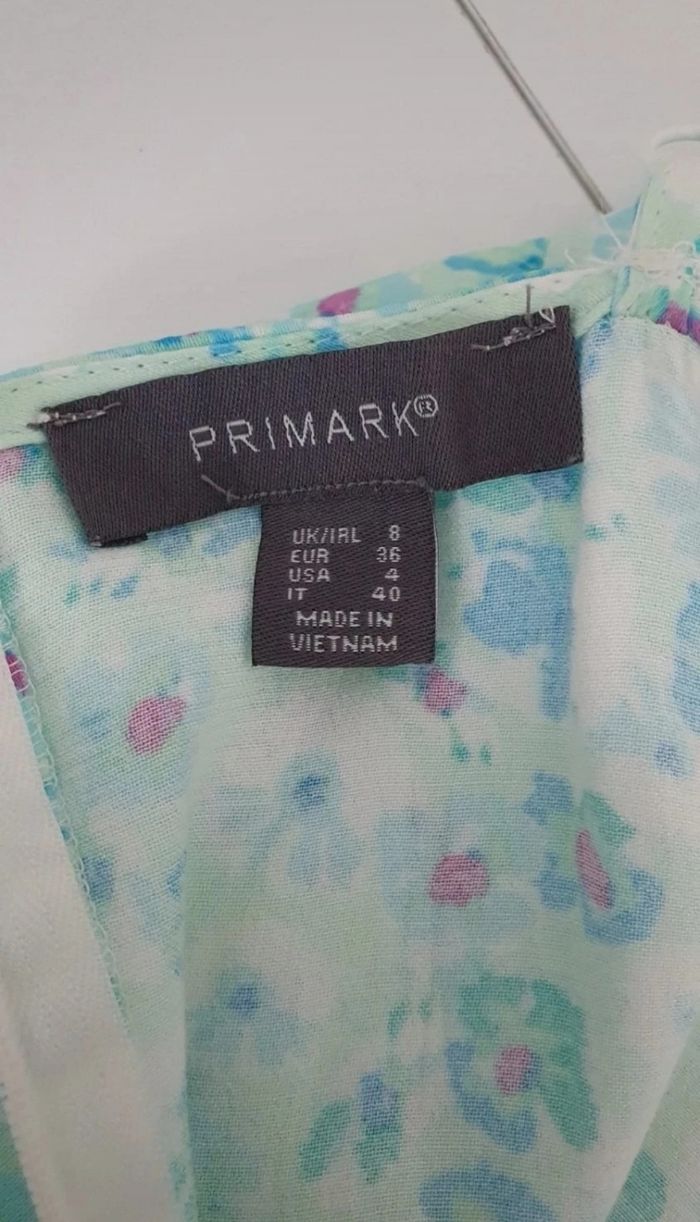 PRIMARK®
UK/IRL 8
EUR 36
USA 4
IT 40
MADE IN
VIETNAM